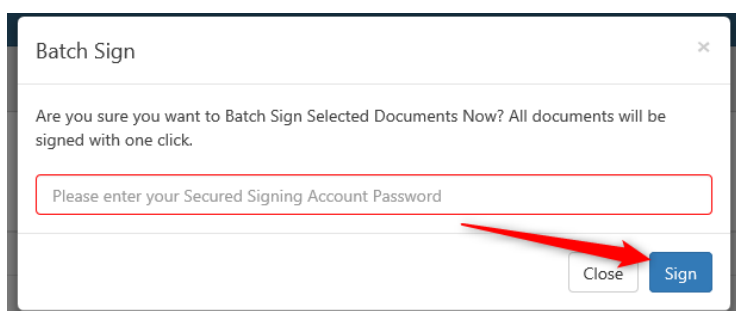 Batch Sign
×
Are you sure you want to Batch Sign Selected Documents Now? All documents will be
signed with one click.
Please enter your Secured Signing Account Password
Close
Sign